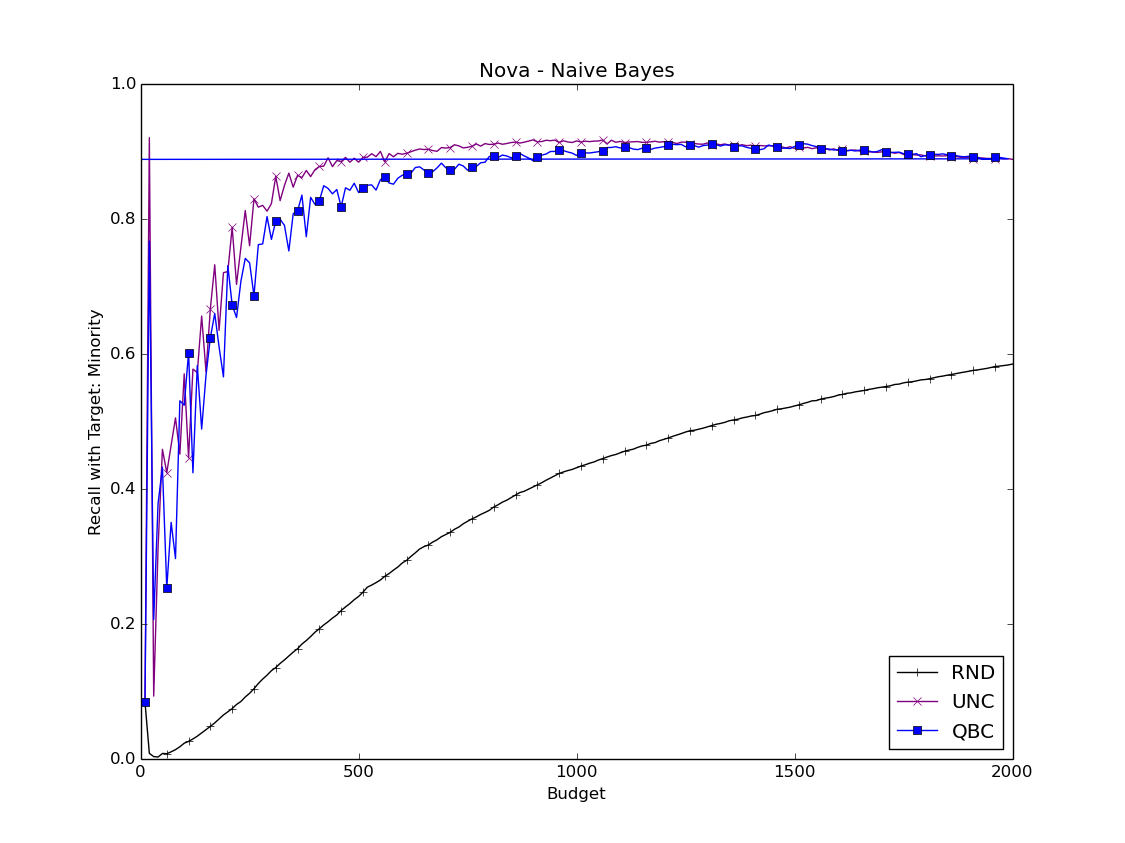 Nova - Naive Bayes
Recall with Target: Minority
1.0
0.8
0.6
0.4
0.2
0.0
0 500 1000 1500 2000
Budget
RND
UNC
QBC